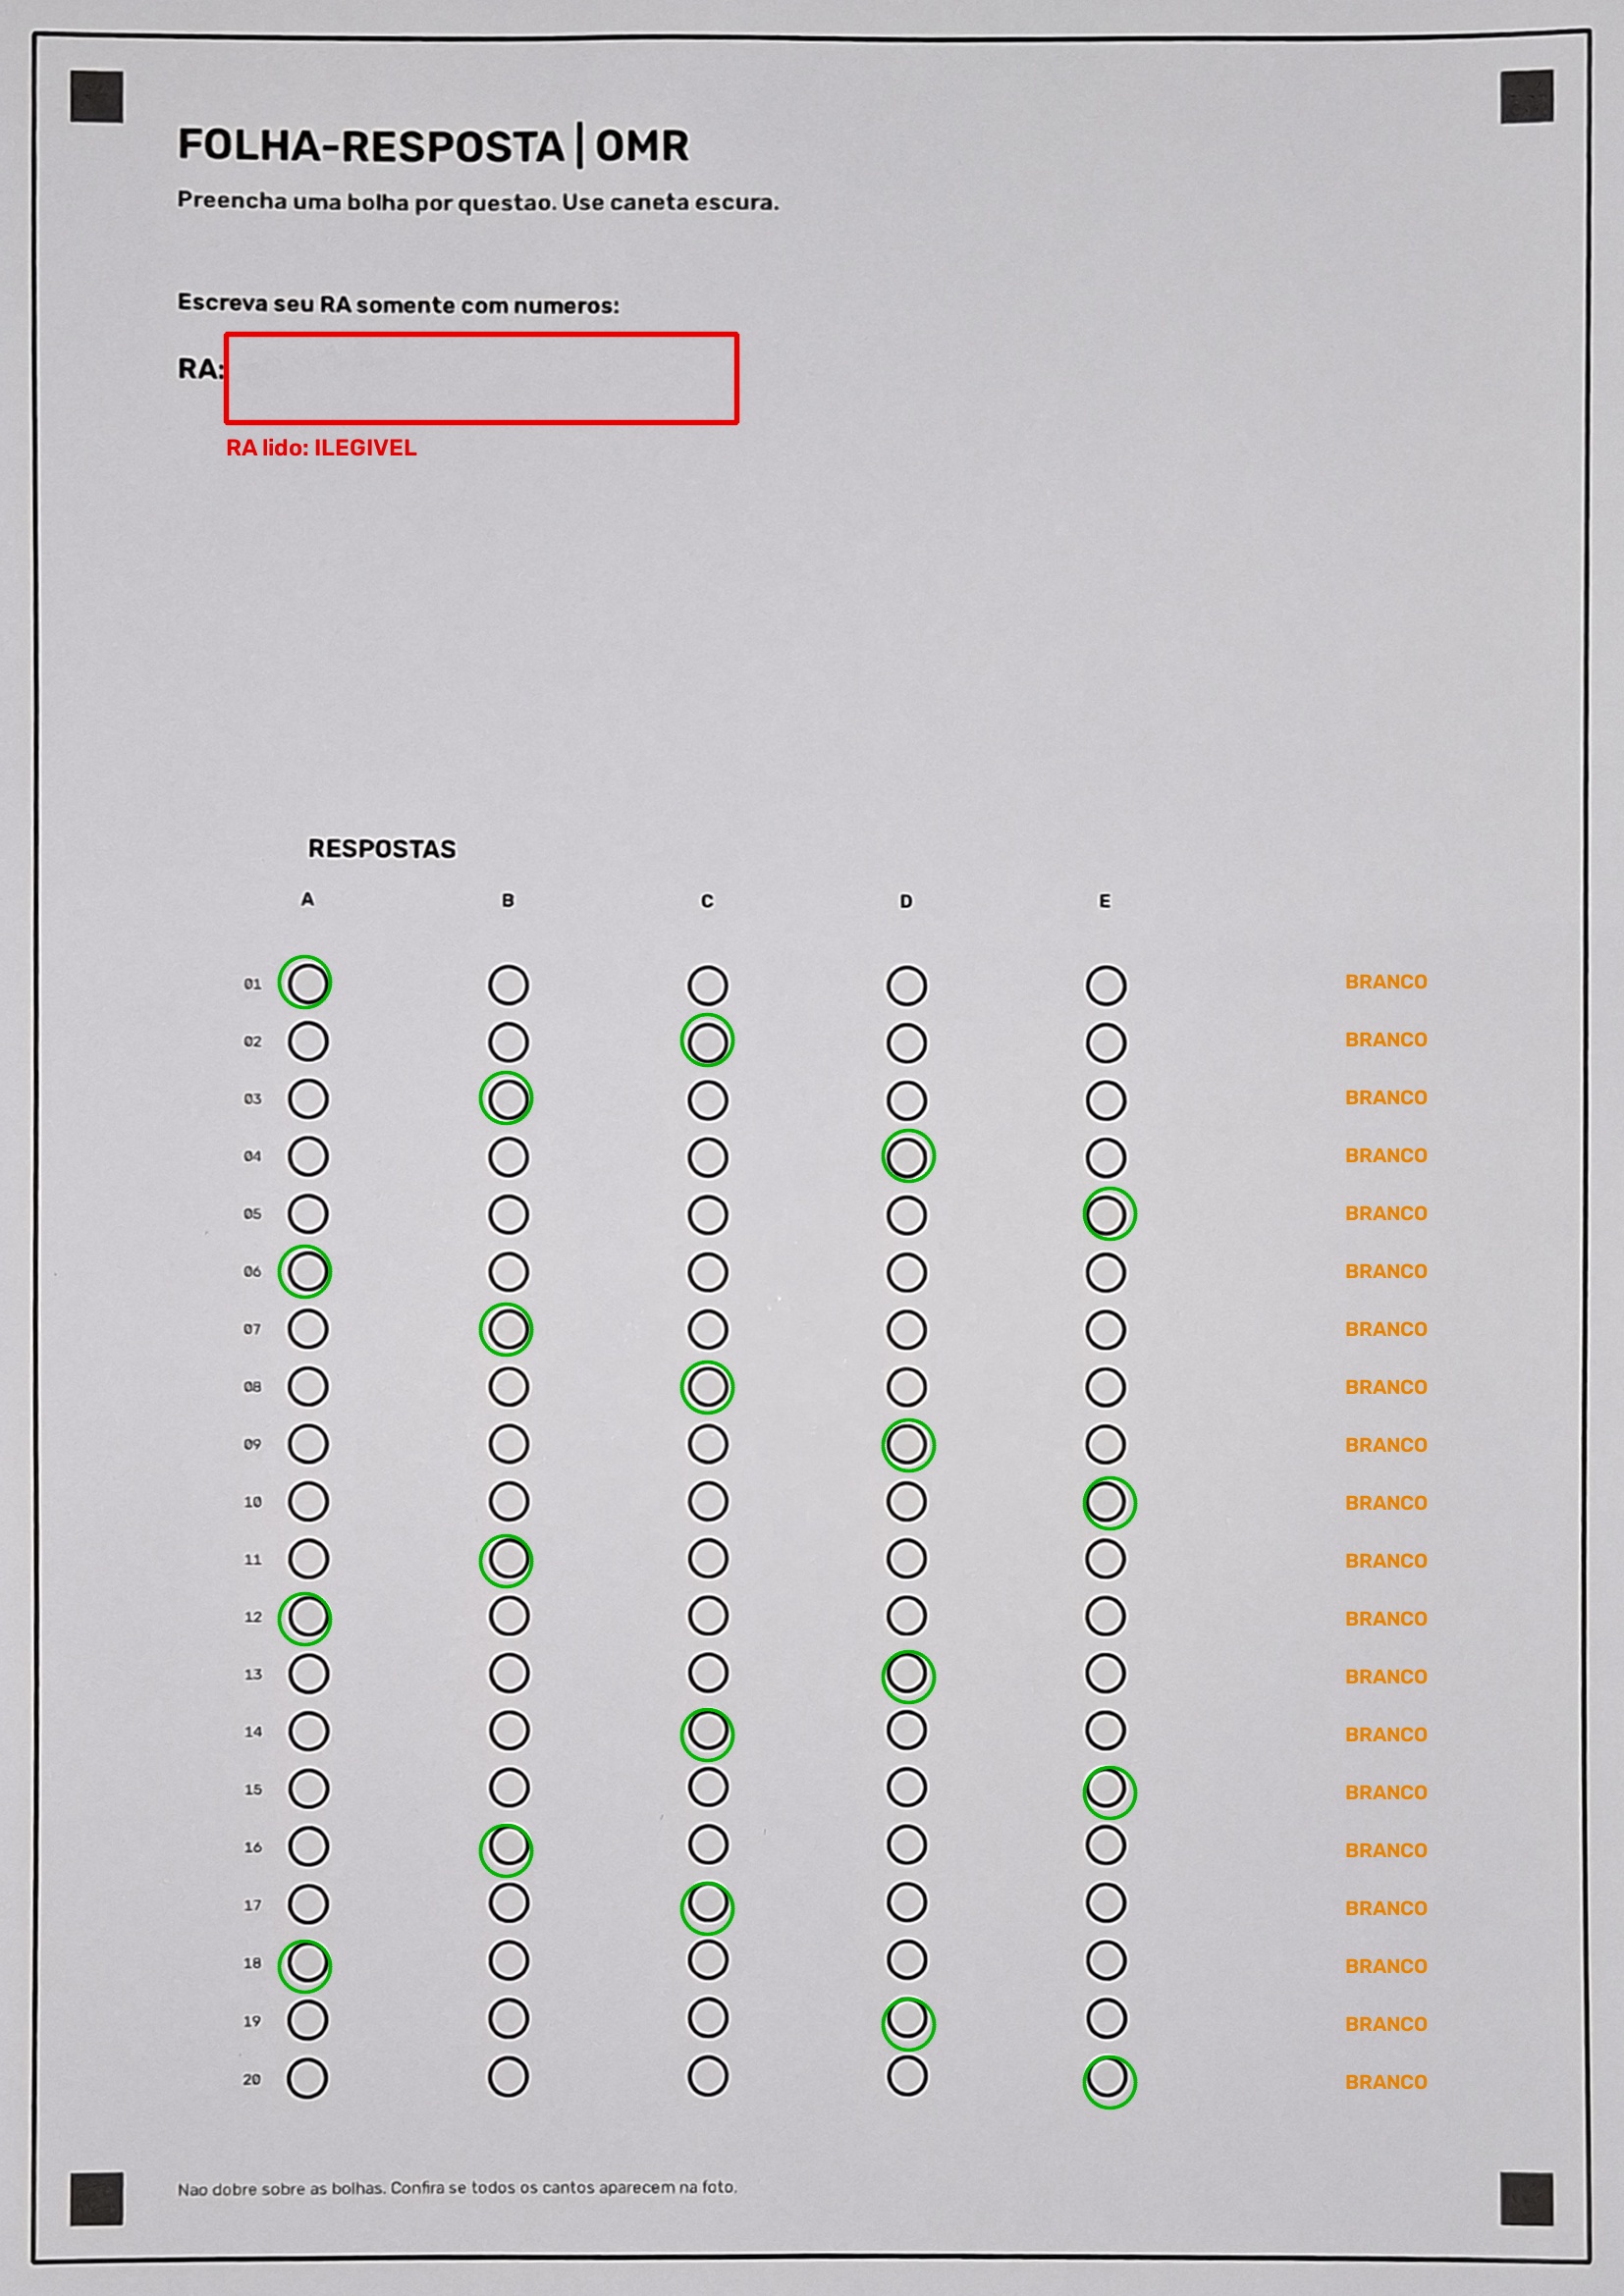 FOLHA-RESPOSTA | OMR
Preencha uma bolha por questao. Use caneta escura.
Escreva seu RA somente com numeros:
RA:
RA lido: ILEGIVEL
RESPOSTAS
A B C D E
01 BRANCO
02 BRANCO
03 BRANCO
04 BRANCO
05 BRANCO
06 BRANCO
07 BRANCO
08 BRANCO
09 BRANCO
10 BRANCO
11 BRANCO
12 BRANCO
13 BRANCO
14 BRANCO
15 BRANCO
16 BRANCO
17 BRANCO
18 BRANCO
19 BRANCO
20 BRANCO
Nao dobre sobre as bolhas. Confira se todos os cantos aparecem na foto.